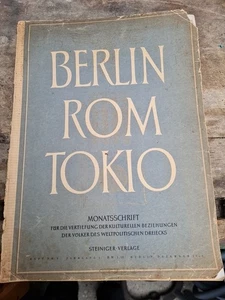 BERLIN
ROM
TOKIO
MONATSSCHRIFT
FÜR DIE VERTIEFUNG DER KULTURELLEN BEZIEHUNGEN
DER VÖLKER DES WELTPOLITISCHEN DREIECKS
STEINIGER VERLAGE